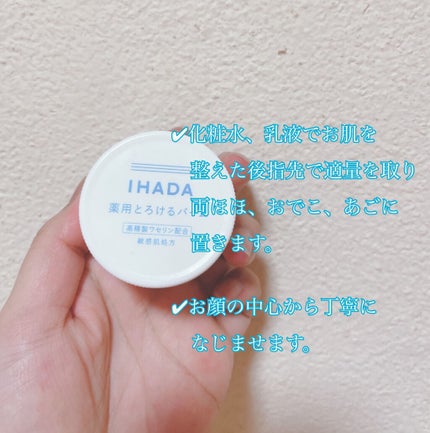 IHADA
薬用とろけるバー
高精製ワセリン配合
敏感肌処方
✔化粧水、乳液でお肌を
整えた後指先で適量を取り
両ほほ、おでこ、あごに
置きます。
✔お顔の中心から丁寧に
なじませます。